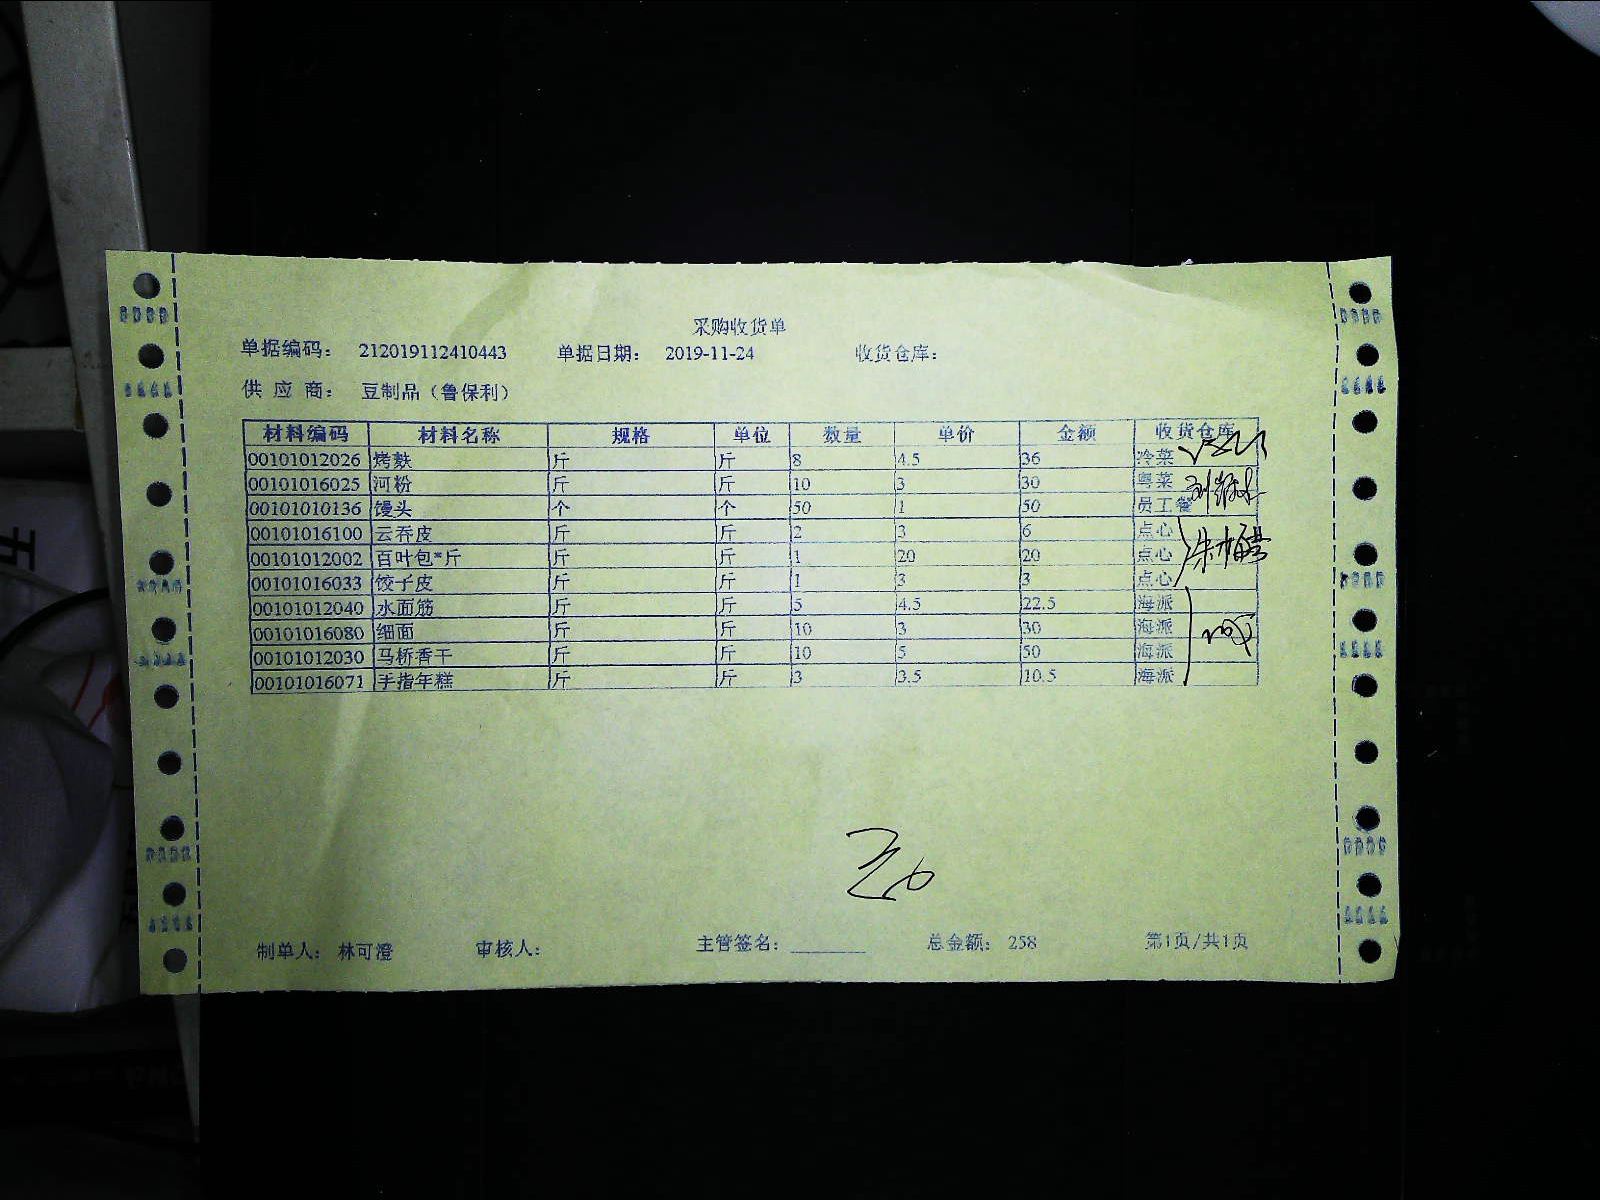 采购收货单
单据编码： 212019112410443 单据日期： 2019-11-24 收货仓库：
供 应 商： 豆制品（鲁保利）
材料编码 材料名称 规格 单位 数量 单价 金额 收货仓库
00101012026 烤麸 斤 斤 8 4.5 36 冷菜
00101016025 河粉 斤 斤 10 3 30 粤菜
00101010136 馒头 个 个 50 1 50 员工餐
00101016100 云吞皮 斤 斤 2 3 6 点心
00101012002 百叶包*斤 斤 斤 1 20 20 点心
00101016033 饺子皮 斤 斤 1 3 3 点心
00101012040 水面筋 斤 斤 5 4.5 22.5 海派
00101016080 细面 斤 斤 10 3 30 海派
00101012030 马桥香干 斤 斤 10 5 50 海派
00101016071 手指年糕 斤 斤 3 3.5 10.5 海派
制单人： 林可澄 审核人： 主管签名： 总金额： 258 第1页/共1页